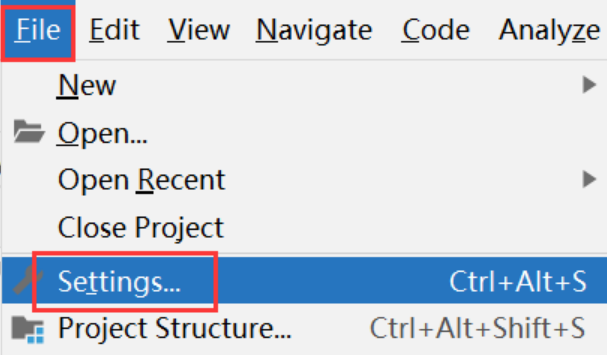 File Edit View Navigate Code Analyze
New
Open...
Open Recent
Close Project
Settings... Ctrl+Alt+S
Project Structure... Ctrl+Alt+Shift+S